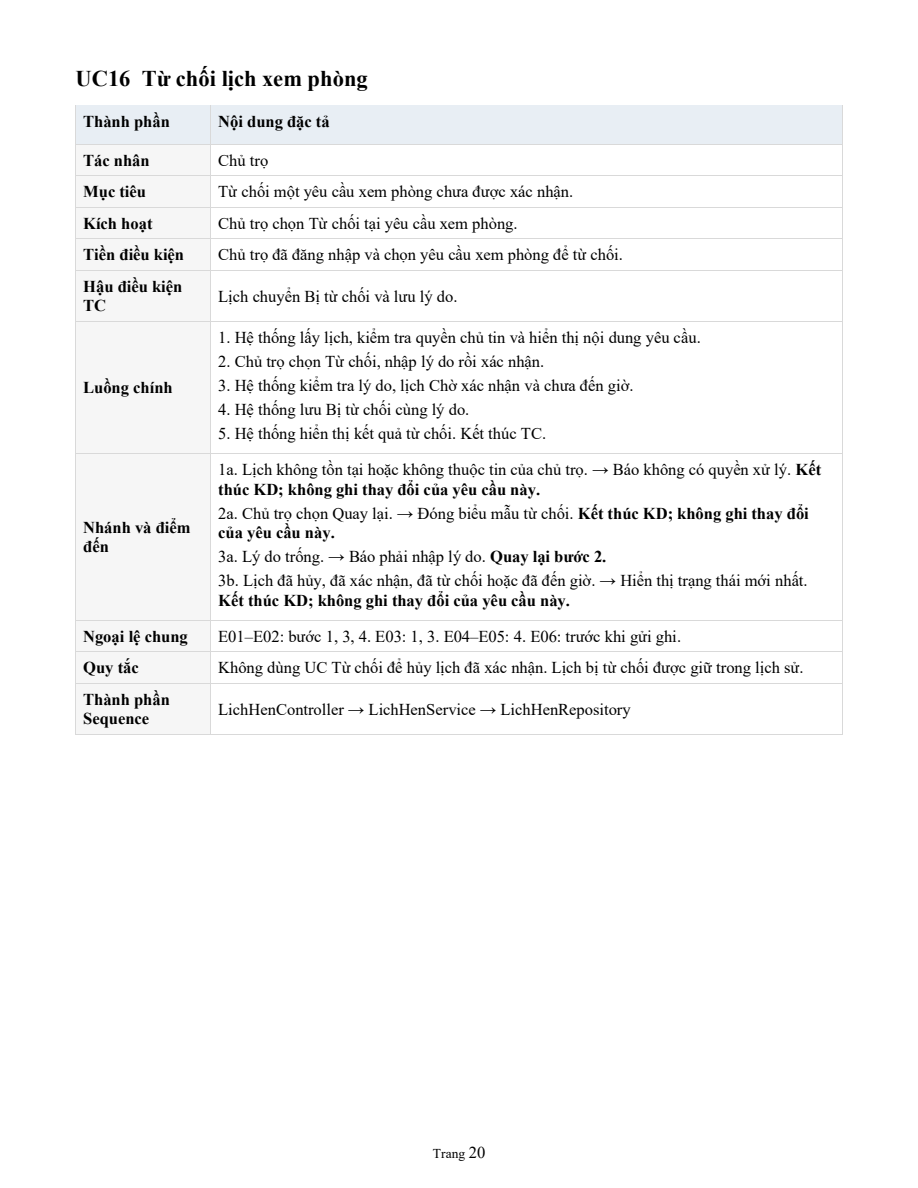 UC16 Từ chối lịch xem phòng
Thành phần Nội dung đặc tả
Tác nhân Chủ trọ
Mục tiêu Từ chối một yêu cầu xem phòng chưa được xác nhận.
Kích hoạt Chủ trọ chọn Từ chối tại yêu cầu xem phòng.
Tiền điều kiện Chủ trọ đã đăng nhập và chọn yêu cầu xem phòng để từ chối.
Hậu điều kiện
TC
Lịch chuyển Bị từ chối và lưu lý do.
Luồng chính
1. Hệ thống lấy lịch, kiểm tra quyền chủ tin và hiển thị nội dung yêu cầu.
2. Chủ trọ chọn Từ chối, nhập lý do rồi xác nhận.
3. Hệ thống kiểm tra lý do, lịch Chờ xác nhận và chưa đến giờ.
4. Hệ thống lưu Bị từ chối cùng lý do.
5. Hệ thống hiển thị kết quả từ chối. Kết thúc TC.
Nhánh và điểm
đến
1a. Lịch không tồn tại hoặc không thuộc tin của chủ trọ. → Báo không có quyền xử lý. Kết
thúc KD; không ghi thay đổi của yêu cầu này.
2a. Chủ trọ chọn Quay lại. → Đóng biểu mẫu từ chối. Kết thúc KD; không ghi thay đổi
của yêu cầu này.
3a. Lý do trống. → Báo phải nhập lý do. Quay lại bước 2.
3b. Lịch đã hủy, đã xác nhận, đã từ chối hoặc đã đến giờ. → Hiển thị trạng thái mới nhất.
Kết thúc KD; không ghi thay đổi của yêu cầu này.
Ngoại lệ chung E01–E02: bước 1, 3, 4. E03: 1, 3. E04–E05: 4. E06: trước khi gửi ghi.
Quy tắc Không dùng UC Từ chối để hủy lịch đã xác nhận. Lịch bị từ chối được giữ trong lịch sử.
Thành phần
Sequence
LichHenController → LichHenService → LichHenRepository
Trang 20